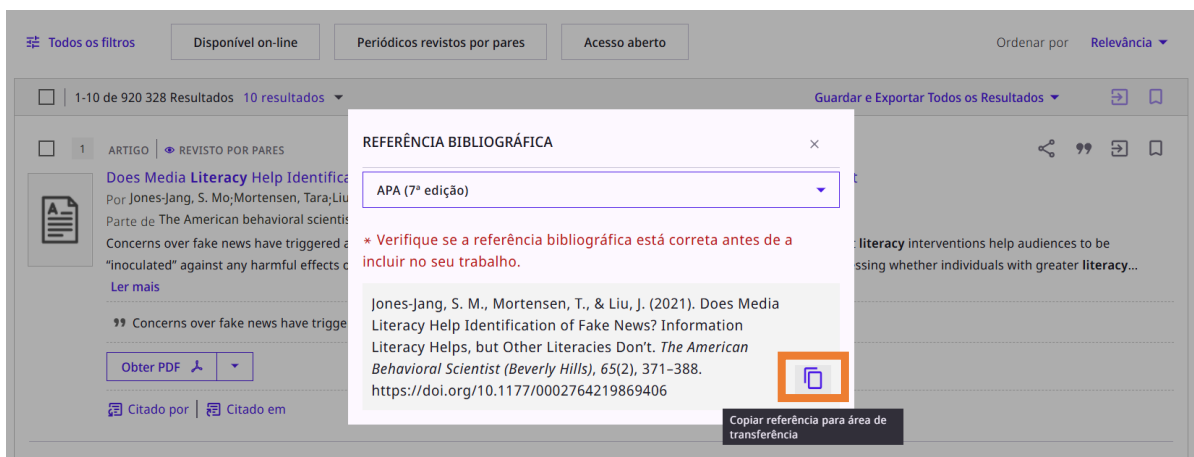 Todos os filtros Disponível on-line Periódicos revistos por pares Acesso aberto Ordenar por Relevância
1-10 de 920 328 Resultados 10 resultados Guardar e Exportar Todos os Resultados
1 ARTIGO REVISTO POR PARES
Does Media Literacy Help Identifica
Por Jones-Jang, S. Mo;Mortensen, Tara;Liu
Parte de The American behavioral scientis
Concerns over fake news have triggered a
literacy interventions help audiences to be
“inoculated” against any harmful effects o
ssing whether individuals with greater literacy...
Ler mais
Concerns over fake news have trigge
Obter PDF
Citado por Citado em
REFERÊNCIA BIBLIOGRÁFICA
APA (7ª edição)
* Verifique se a referência bibliográfica está correta antes de a
incluir no seu trabalho.
Jones-Jang, S. M., Mortensen, T., & Liu, J. (2021). Does Media
Literacy Help Identification of Fake News? Information
Literacy Helps, but Other Literacies Don’t. The American
Behavioral Scientist (Beverly Hills), 65(2), 371–388.
https://doi.org/10.1177/0002764219869406
Copiar referência para área de
transferência